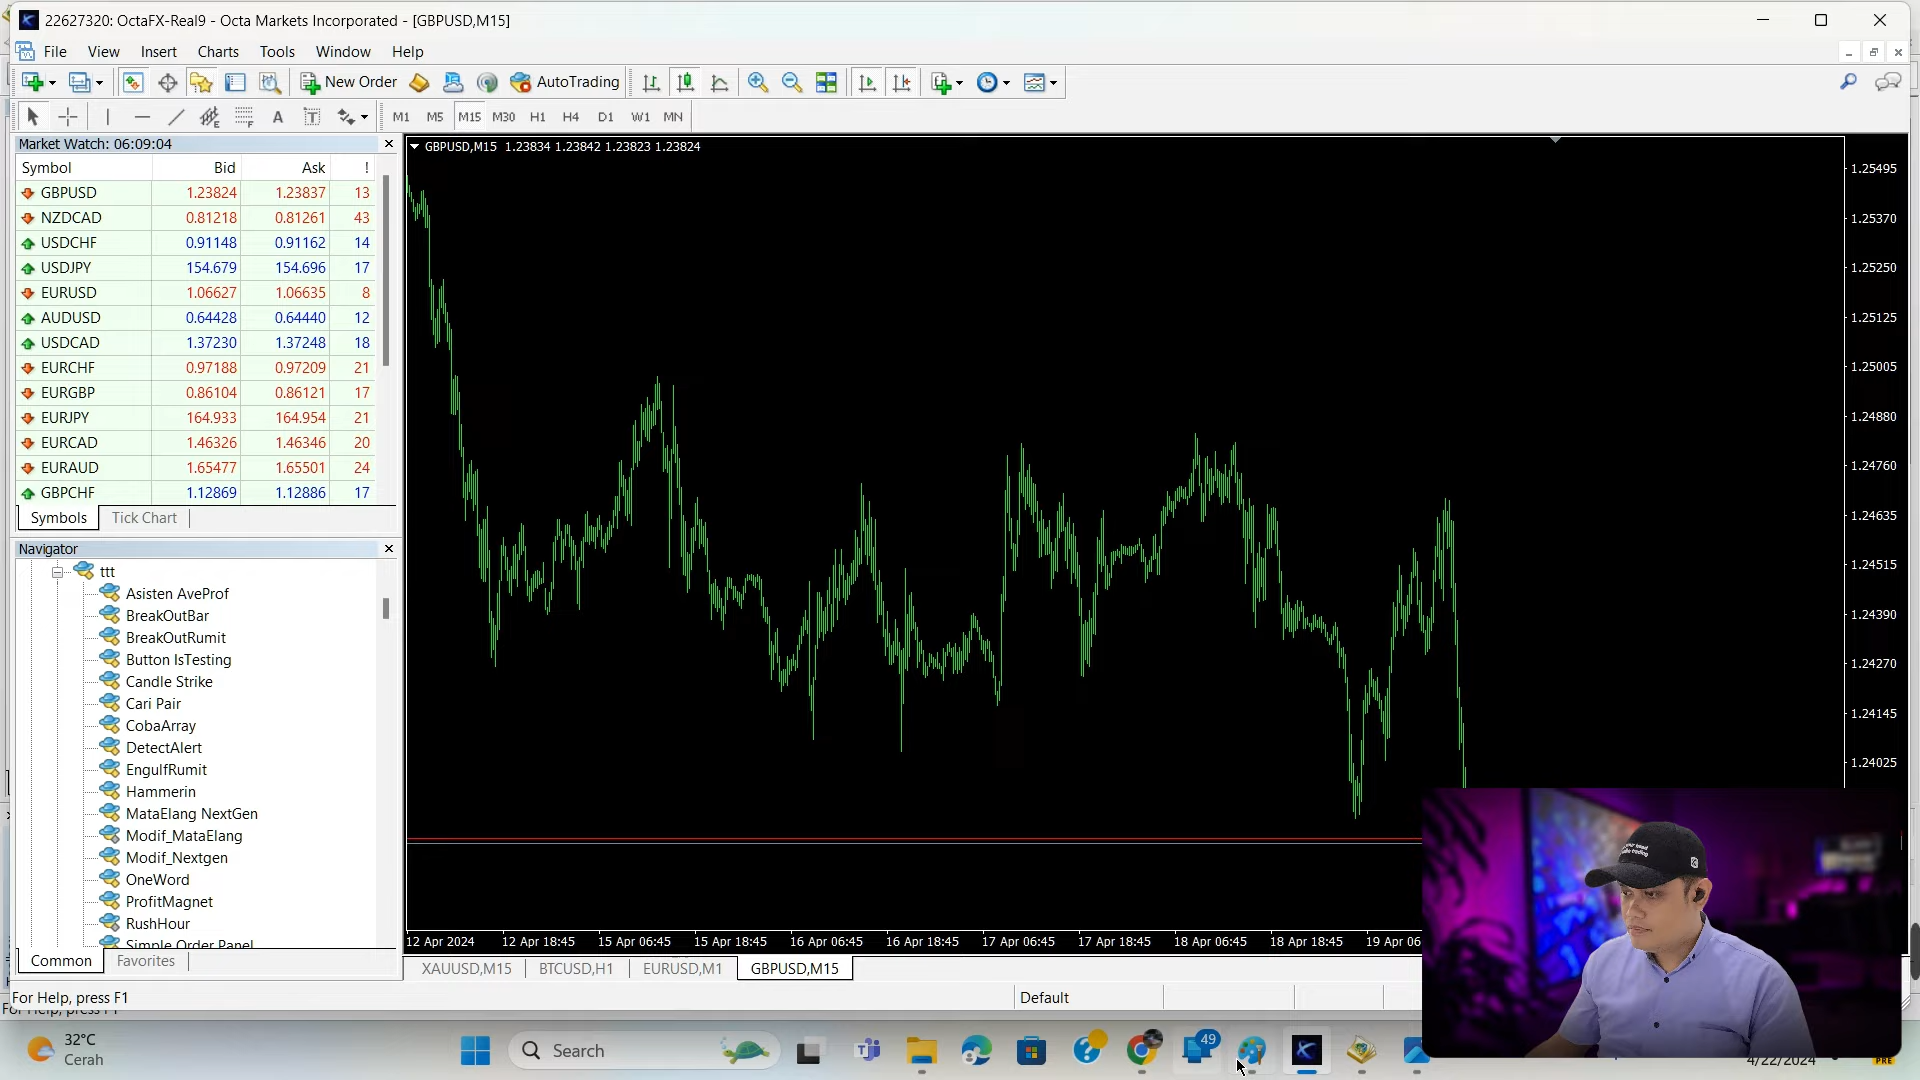 22627320: OctaFX-Real9 - Octa Markets Incorporated - [GBPUSD,M15]
File View Insert Charts Tools Window Help
New Order AutoTrading
A T M1 M5 M15 M30 H1 H4 D1 W1 MN
Market Watch: 06:09:04
Symbol Bid Ask !
GBPUSD 1.23824 1.23837 13
NZDCAD 0.81218 0.81261 43
USDCHF 0.91148 0.91162 14
USDJPY 154.679 154.696 17
EURUSD 1.06627 1.06635 8
AUDUSD 0.64428 0.64440 12
USDCAD 1.37230 1.37248 18
EURCHF 0.97188 0.97209 21
EURGBP 0.86104 0.86121 17
EURJPY 164.933 164.954 21
EURCAD 1.46326 1.46346 20
EURAUD 1.65477 1.65501 24
GBPCHF 1.12869 1.12886 17
Symbols Tick Chart
Navigator
ttt
Asisten AveProf
BreakOutBar
BreakOutRumit
Button IsTesting
Candle Strike
Cari Pair
CobaArray
DetectAlert
EngulfRumit
Hammerin
MataElang NextGen
Modif_MataElang
Modif_Nextgen
OneWord
ProfitMagnet
RushHour
Simple Order Panel
Common Favorites
GBPUSD,M15 1.23834 1.23842 1.23823 1.23824
1.25495
1.25370
1.25250
1.25125
1.25005
1.24880
1.24760
1.24635
1.24515
1.24390
1.24270
1.24145
1.24025
12 Apr 2024 12 Apr 18:45 15 Apr 06:45 15 Apr 18:45 16 Apr 06:45 16 Apr 18:45 17 Apr 06:45 17 Apr 18:45 18 Apr 06:45 18 Apr 18:45 19 Apr 06
XAUUSD,M15 BTCUSD,H1 EURUSD,M1 GBPUSD,M15
For Help, press F1 Default
For Help, press F1
32°C
Cerah
Search
49
4/22/2024
PRE